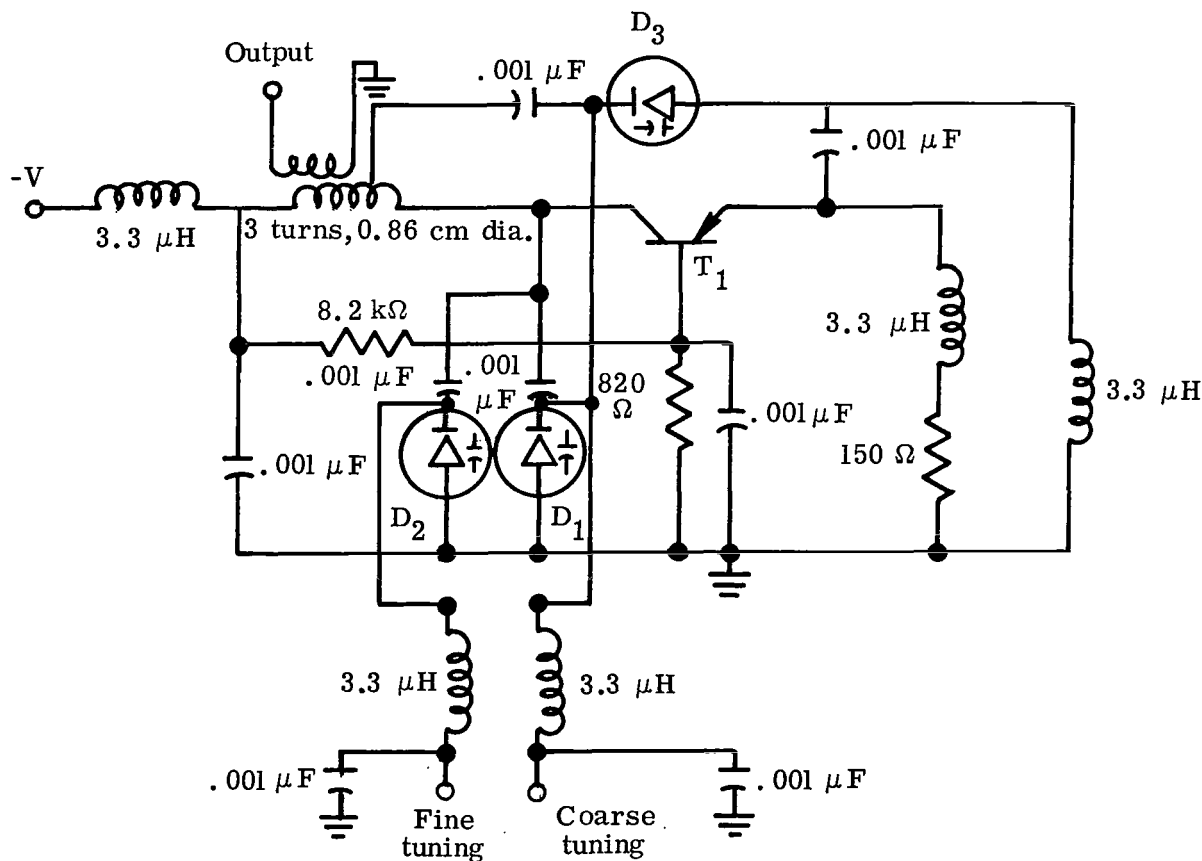 D3
Output
.001 μF
.001 μF
-V
3.3 μH
3 turns, 0.86 cm dia.
T1
8.2 kΩ
3.3 μH
.001 μF
.001
μF
820
Ω
.001 μF
3.3 μH
.001 μF
150 Ω
D2
D1
3.3 μH
3.3 μH
.001 μF
.001 μF
Fine
tuning
Coarse
tuning